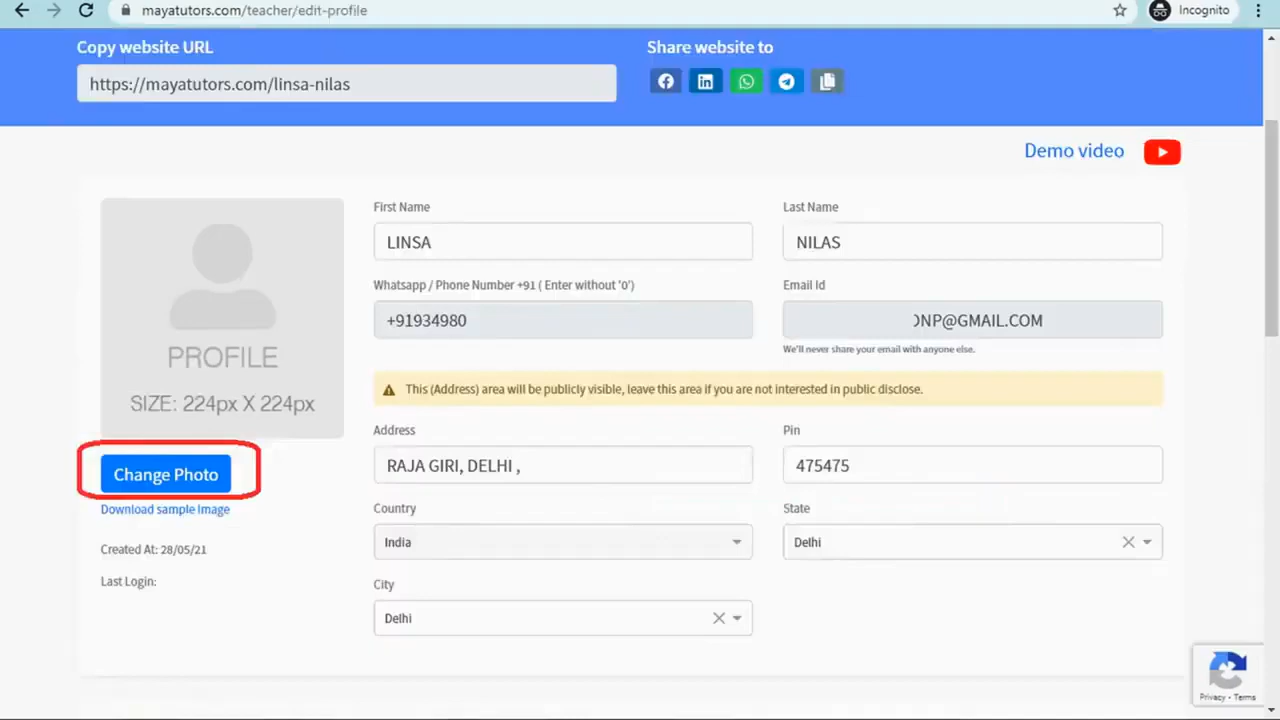 mayatutors.com/teacher/edit-profile
Incognito
Copy website URL
Share website to
https://mayatutors.com/linsa-nilas
Demo video
PROFILE
SIZE: 224px X 224px
Change Photo
Download sample Image
Created At: 28/05/21
Last Login:
First Name
Last Name
LINSA
NILAS
Whatsapp / Phone Number +91 ( Enter without '0')
Email Id
+91934980
NP@GMAIL.COM
We'll never share your email with anyone else.
This (Address) area will be publicly visible, leave this area if you are not interested in public disclose.
Address
Pin
RAJA GIRI, DELHI ,
475475
Country
State
India
Delhi
City
Delhi
Privacy - Terms